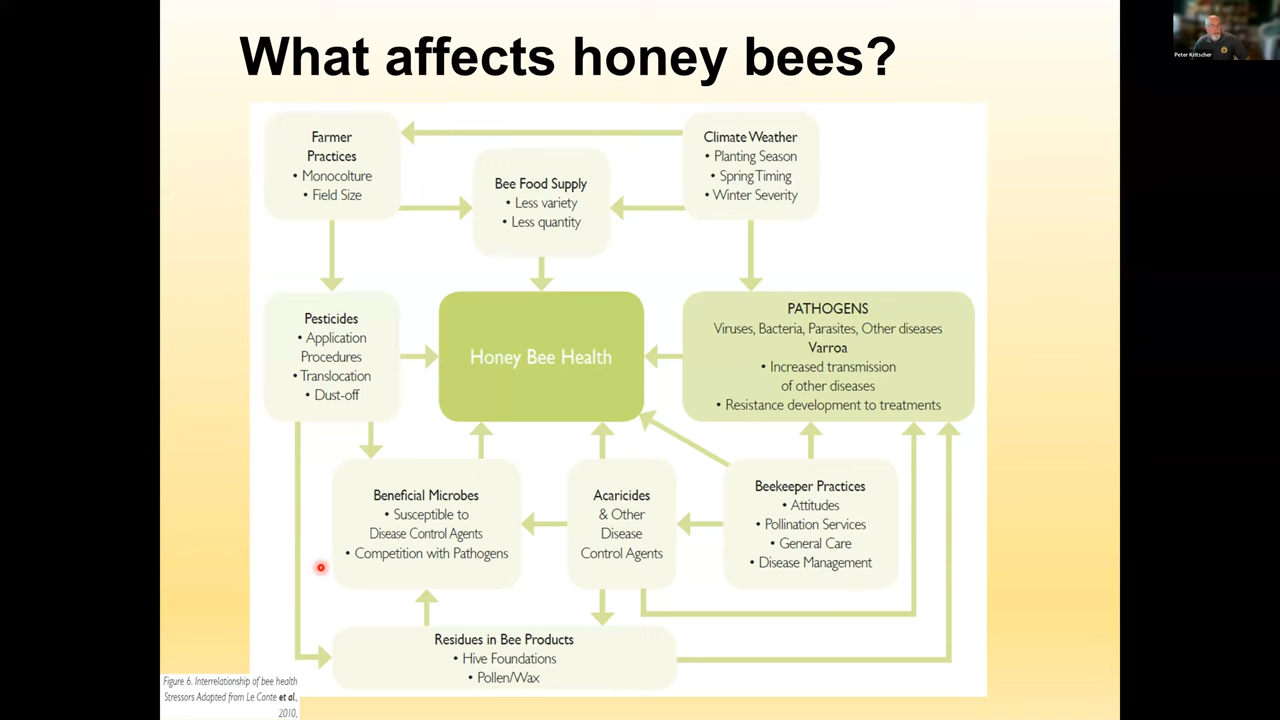 What affects honey bees?
Peter Kritscher
Farmer
Practices
• Monocolture
• Field Size
Bee Food Supply
• Less variety
• Less quantity
Climate Weather
• Planting Season
• Spring Timing
• Winter Severity
Pesticides
• Application
Procedures
• Translocation
• Dust-off
Honey Bee Health
PATHOGENS
Viruses, Bacteria, Parasites, Other diseases
Varroa
• Increased transmission
of other diseases
• Resistance development to treatments
Beneficial Microbes
• Susceptible to
Disease Control Agents
• Competition with Pathogens
Acaricides
& Other
Disease
Control Agents
Beekeeper Practices
• Attitudes
• Pollination Services
• General Care
• Disease Management
Residues in Bee Products
• Hive Foundations
• Pollen/Wax
Figure 6. Interrelationship of bee health
Stressors Adapted from Le Conte et al.,
2010,